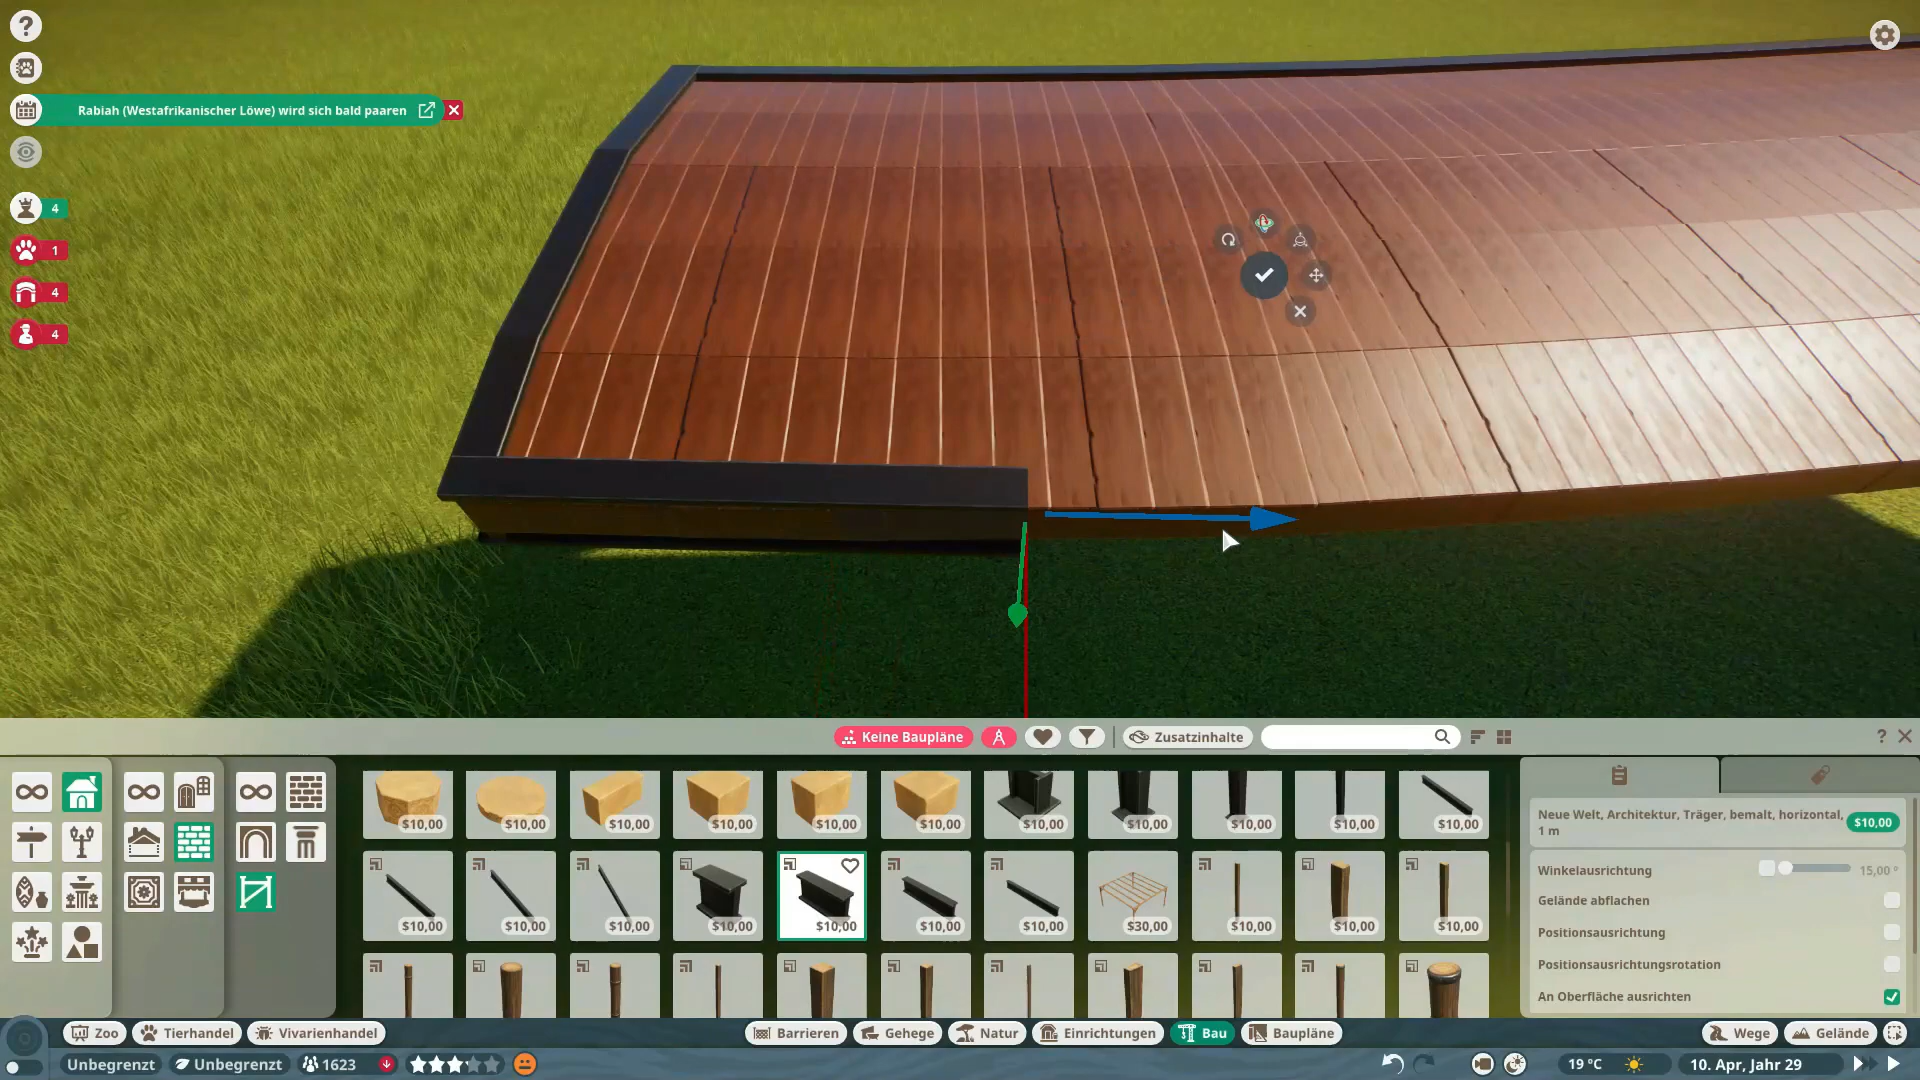 Rabiah (Westafrikanischer Löwe) wird sich bald paaren
4
1
4
4
Keine Baupläne
Zusatzinhalte
$10,00 $10,00 $10,00 $10,00 $10,00 $10,00 $10,00 $10,00 $10,00 $10,00 $10,00
$10,00 $10,00 $10,00 $10,00 $10,00 $10,00 $10,00 $30,00 $10,00 $10,00 $10,00
Neue Welt, Architektur, Träger, bemalt, horizontal,
1 m
$10,00
Winkelausrichtung 15,00 °
Gelände abflachen
Positionsausrichtung
Positionsausrichtungsrotation
An Oberfläche ausrichten
Zoo Tierhandel Vivarienhandel Barrieren Gehege Natur Einrichtungen Bau Baupläne Wege Gelände
Unbegrenzt Unbegrenzt 1623 19 °C 10. Apr, Jahr 29